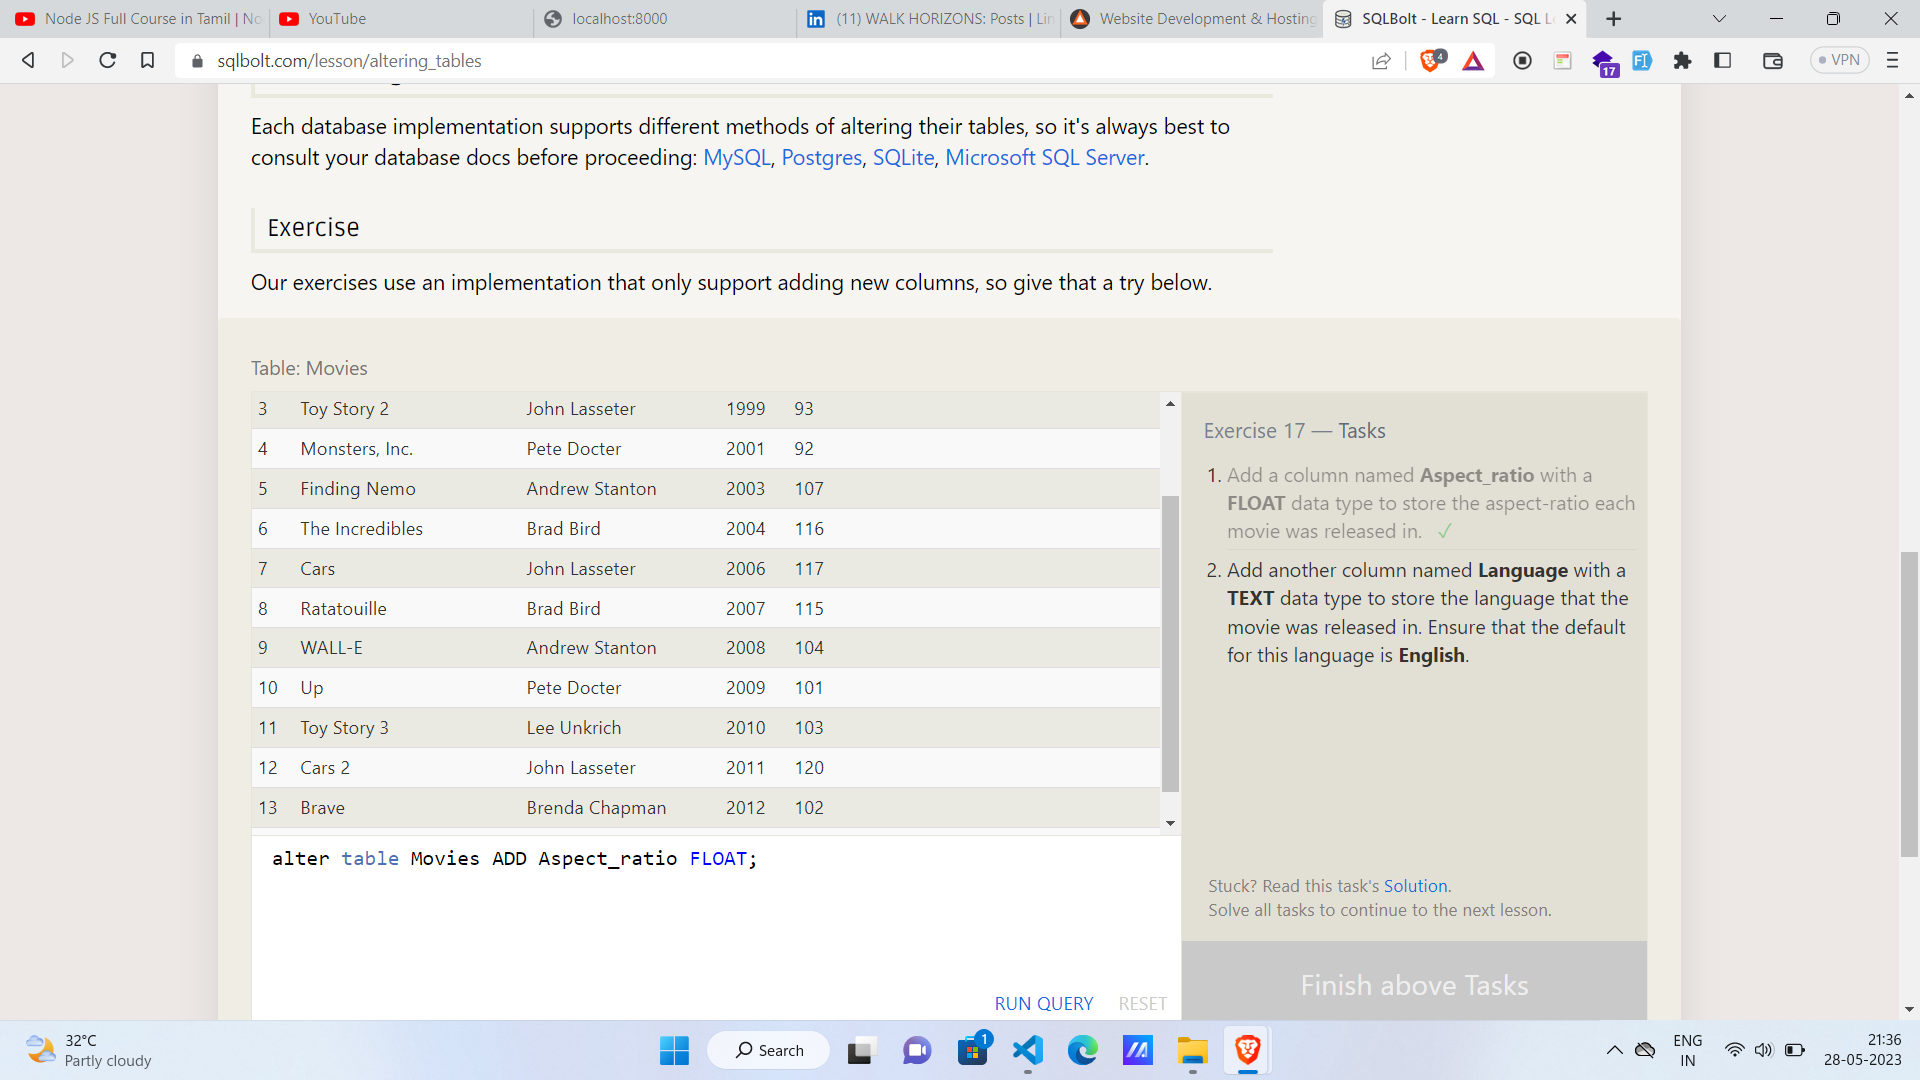 Node JS Full Course in Tamil | No
YouTube
localhost:8000
(11) WALK HORIZONS: Posts | Lin
Website Development & Hosting
SQLBolt - Learn SQL - SQL Le
sqlbolt.com/lesson/altering_tables
4
17
VPN
Each database implementation supports different methods of altering their tables, so it's always best to
consult your database docs before proceeding: MySQL, Postgres, SQLite, Microsoft SQL Server.
Exercise
Our exercises use an implementation that only support adding new columns, so give that a try below.
Table: Movies
3 Toy Story 2 John Lasseter 1999 93
4 Monsters, Inc. Pete Docter 2001 92
5 Finding Nemo Andrew Stanton 2003 107
6 The Incredibles Brad Bird 2004 116
7 Cars John Lasseter 2006 117
8 Ratatouille Brad Bird 2007 115
9 WALL-E Andrew Stanton 2008 104
10 Up Pete Docter 2009 101
11 Toy Story 3 Lee Unkrich 2010 103
12 Cars 2 John Lasseter 2011 120
13 Brave Brenda Chapman 2012 102
alter table Movies ADD Aspect_ratio FLOAT;
RUN QUERY RESET
Exercise 17 — Tasks
1. Add a column named Aspect_ratio with a
FLOAT data type to store the aspect-ratio each
movie was released in. ✓
2. Add another column named Language with a
TEXT data type to store the language that the
movie was released in. Ensure that the default
for this language is English.
Stuck? Read this task's Solution.
Solve all tasks to continue to the next lesson.
Finish above Tasks
32°C
Partly cloudy
Search
1
ENG
IN
21:36
28-05-2023